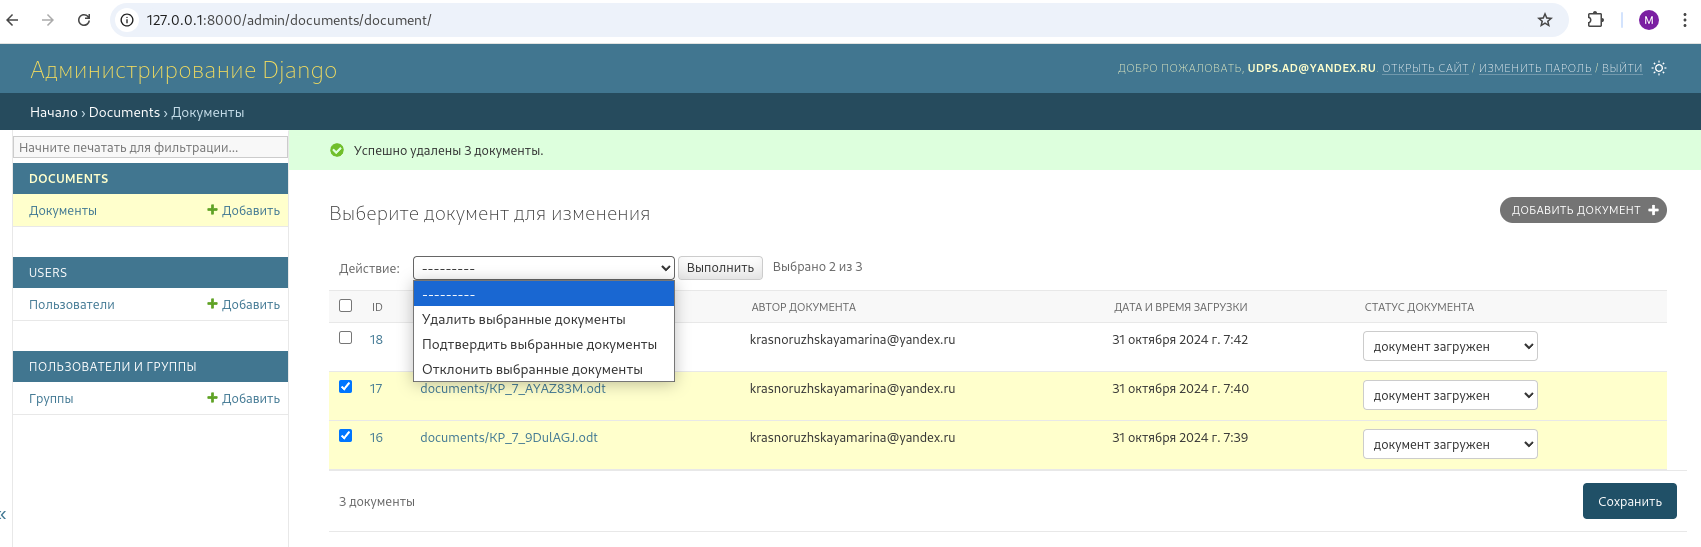 127.0.0.1:8000/admin/documents/document/
M
Администрирование Django
ДОБРО ПОЖАЛОВАТЬ, UDPS.AD@YANDEX.RU. ОТКРЫТЬ САЙТ / ИЗМЕНИТЬ ПАРОЛЬ / ВЫЙТИ
Начало › Documents › Документы
Начните печатать для фильтрации...
DOCUMENTS
Документы Добавить
USERS
Пользователи Добавить
ПОЛЬЗОВАТЕЛИ И ГРУППЫ
Группы Добавить
Успешно удалены 3 документы.
Выберите документ для изменения
ДОБАВИТЬ ДОКУМЕНТ
Действие: --------- Выполнить Выбрано 2 из 3
---------
Удалить выбранные документы
Подтвердить выбранные документы
Отклонить выбранные документы
ID АВТОР ДОКУМЕНТА ДАТА И ВРЕМЯ ЗАГРУЗКИ СТАТУС ДОКУМЕНТА
18 krasnoruzhskayamarina@yandex.ru 31 октября 2024 г. 7:42 документ загружен
17 documents/KP_7_AYAZ83M.odt krasnoruzhskayamarina@yandex.ru 31 октября 2024 г. 7:40 документ загружен
16 documents/KP_7_9DulAGJ.odt krasnoruzhskayamarina@yandex.ru 31 октября 2024 г. 7:39 документ загружен
3 документы
Сохранить